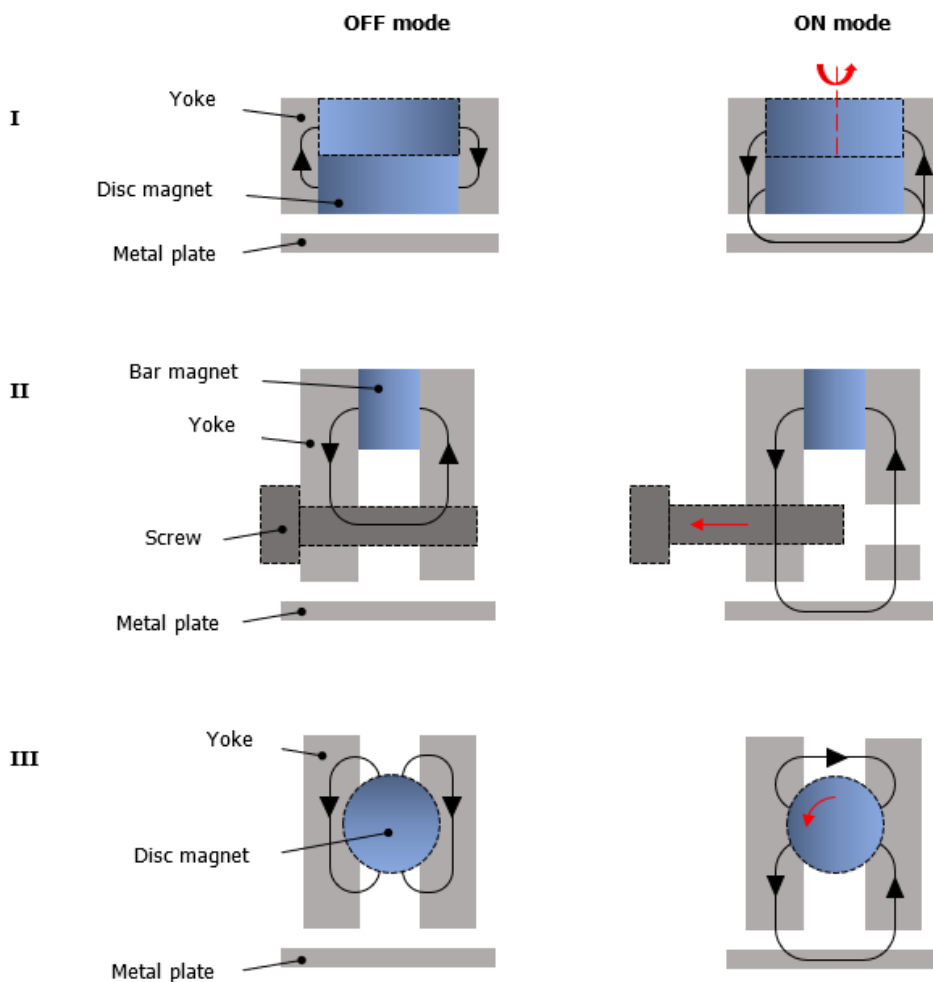 OFF mode
ON mode
I
Yoke
Disc magnet
Metal plate
II
Bar magnet
Yoke
Screw
Metal plate
III
Yoke
Disc magnet
Metal plate